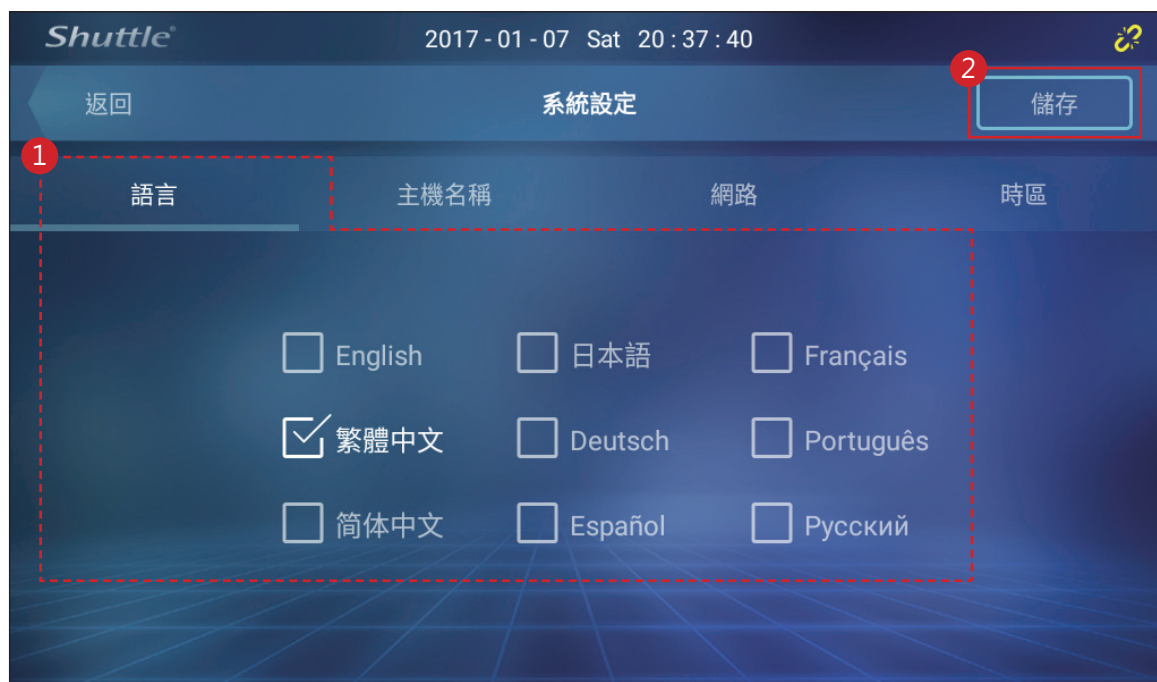 Shuttle® 2017-01-07 Sat 20:37:40
2
返回 系統設定 儲存
1
語言 主機名稱 網路 時區
English 日本語 Français
繁體中文 Deutsch Português
简体中文 Español Русский